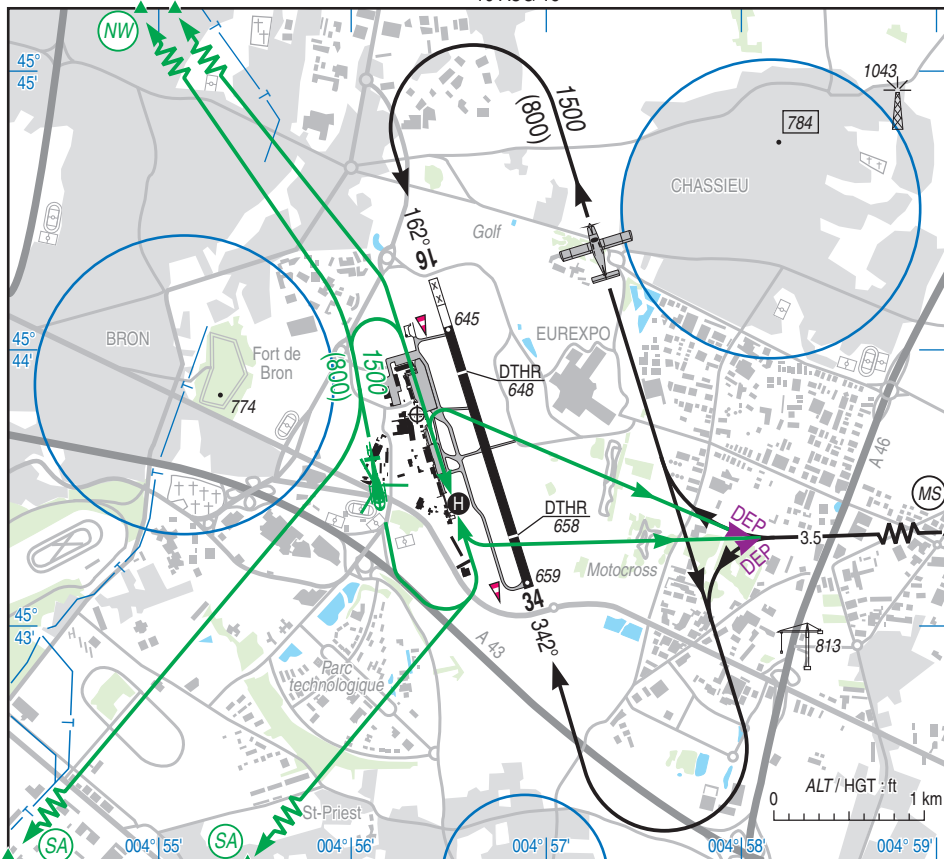 NW
45°
45'
1043
784
1500
(800)
CHASSIEU
162°
16
Golf
645
EUREXPO
BRON
45°
44'
Fort de
Bron
774
1500
(800)
DTHR
648
A 46
MS
DEP
DEP
3.5
H
DTHR
658
Motocross
659
34
342°
45°
43'
A 43
813
Parc
technologique
ALT / HGT : ft
0
1 km
St-Priest
SA
SA
004° 55'
004° 56'
004° 57'
004° 58'
004° 59'
T
T
T
T
T
T
x
x